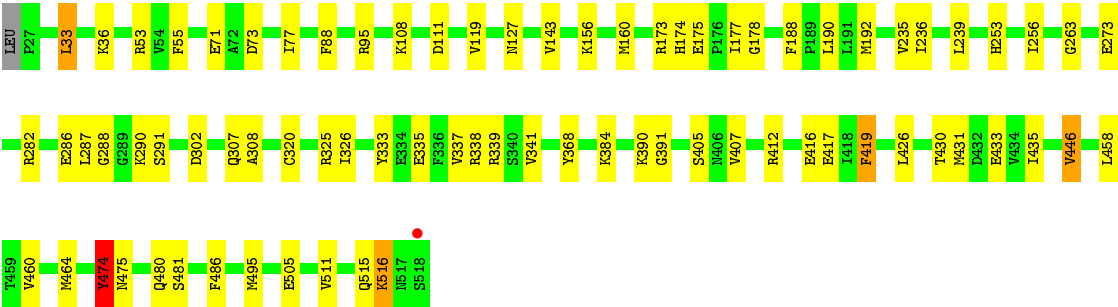 LEU P27 L33 K36 R53 V54 F55 E71 A72 D73 I77 F88 R95 K108 D111 V119 N127 V143 K156 M160 R173 H174 E175 P176 I177 G178 F188 P189 L190 L191 M192 V235 I236 L239 H253 I256 G263 E273
R282 E286 L287 G288 G289 K290 S291 D302 Q307 A308 C320 R325 I326 Y333 E334 E335 F336 V337 R338 R339 S340 V341 Y368 K384 K390 G391 S405 N406 V407 R412 E416 E417 I418 F419 L426 T430 M431 D432 E433 V434 I435 V446 L458
T459 V460 M464 Y474 N475 Q480 S481 F486 M495 E505 V511 Q515 K516 N517 S518